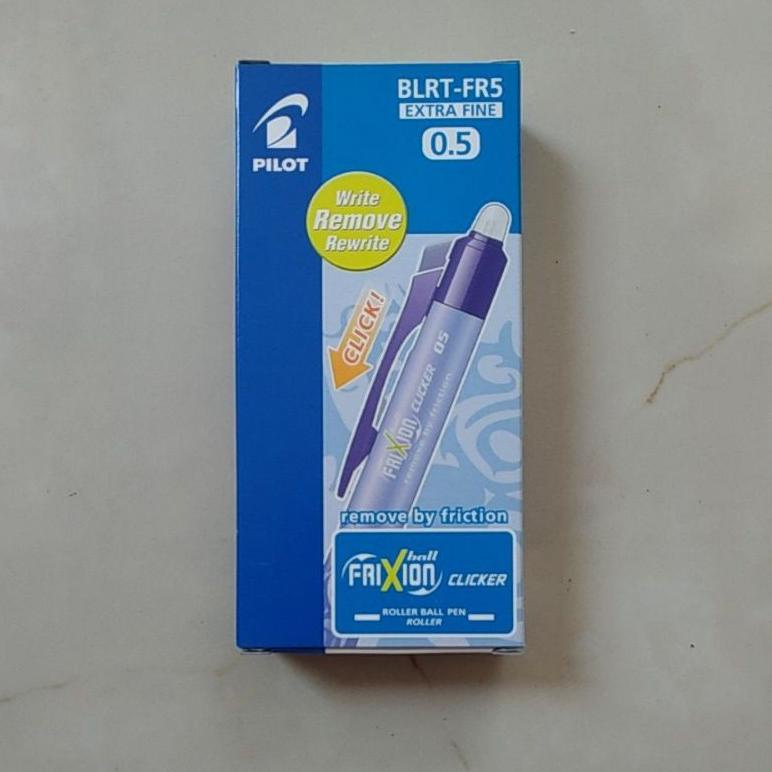 PILOT
BLRT-FR5
EXTRA FINE
0.5
Write
Remove
Rewrite
CLICK!
FRIXION CLICKER 05
remove by friction
remove by friction
ball
FRIXION CLICKER
ROLLER BALL PEN
ROLLER